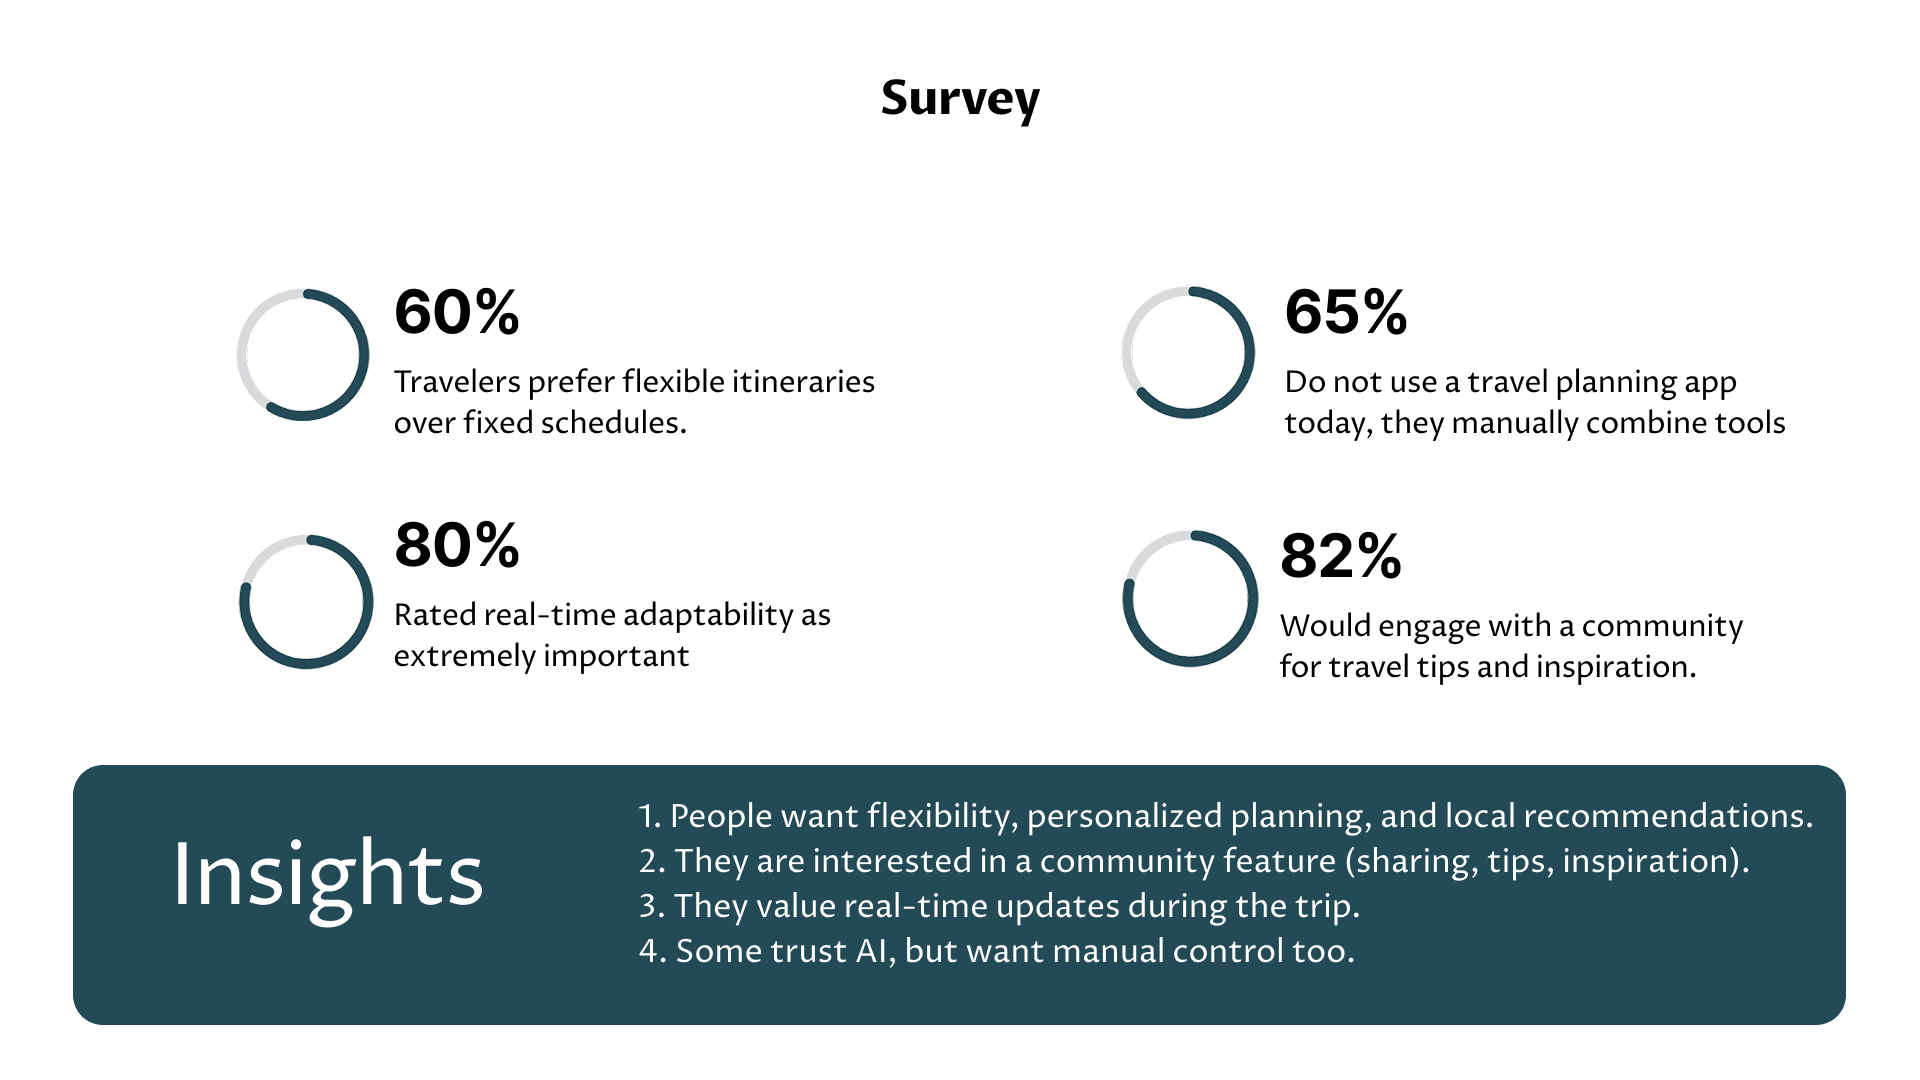 Survey
60%
Travelers prefer flexible itineraries
over fixed schedules.
65%
Do not use a travel planning app
today, they manually combine tools
80%
Rated real-time adaptability as
extremely important
82%
Would engage with a community
for travel tips and inspiration.
Insights
1. People want flexibility, personalized planning, and local recommendations.
2. They are interested in a community feature (sharing, tips, inspiration).
3. They value real-time updates during the trip.
4. Some trust AI, but want manual control too.